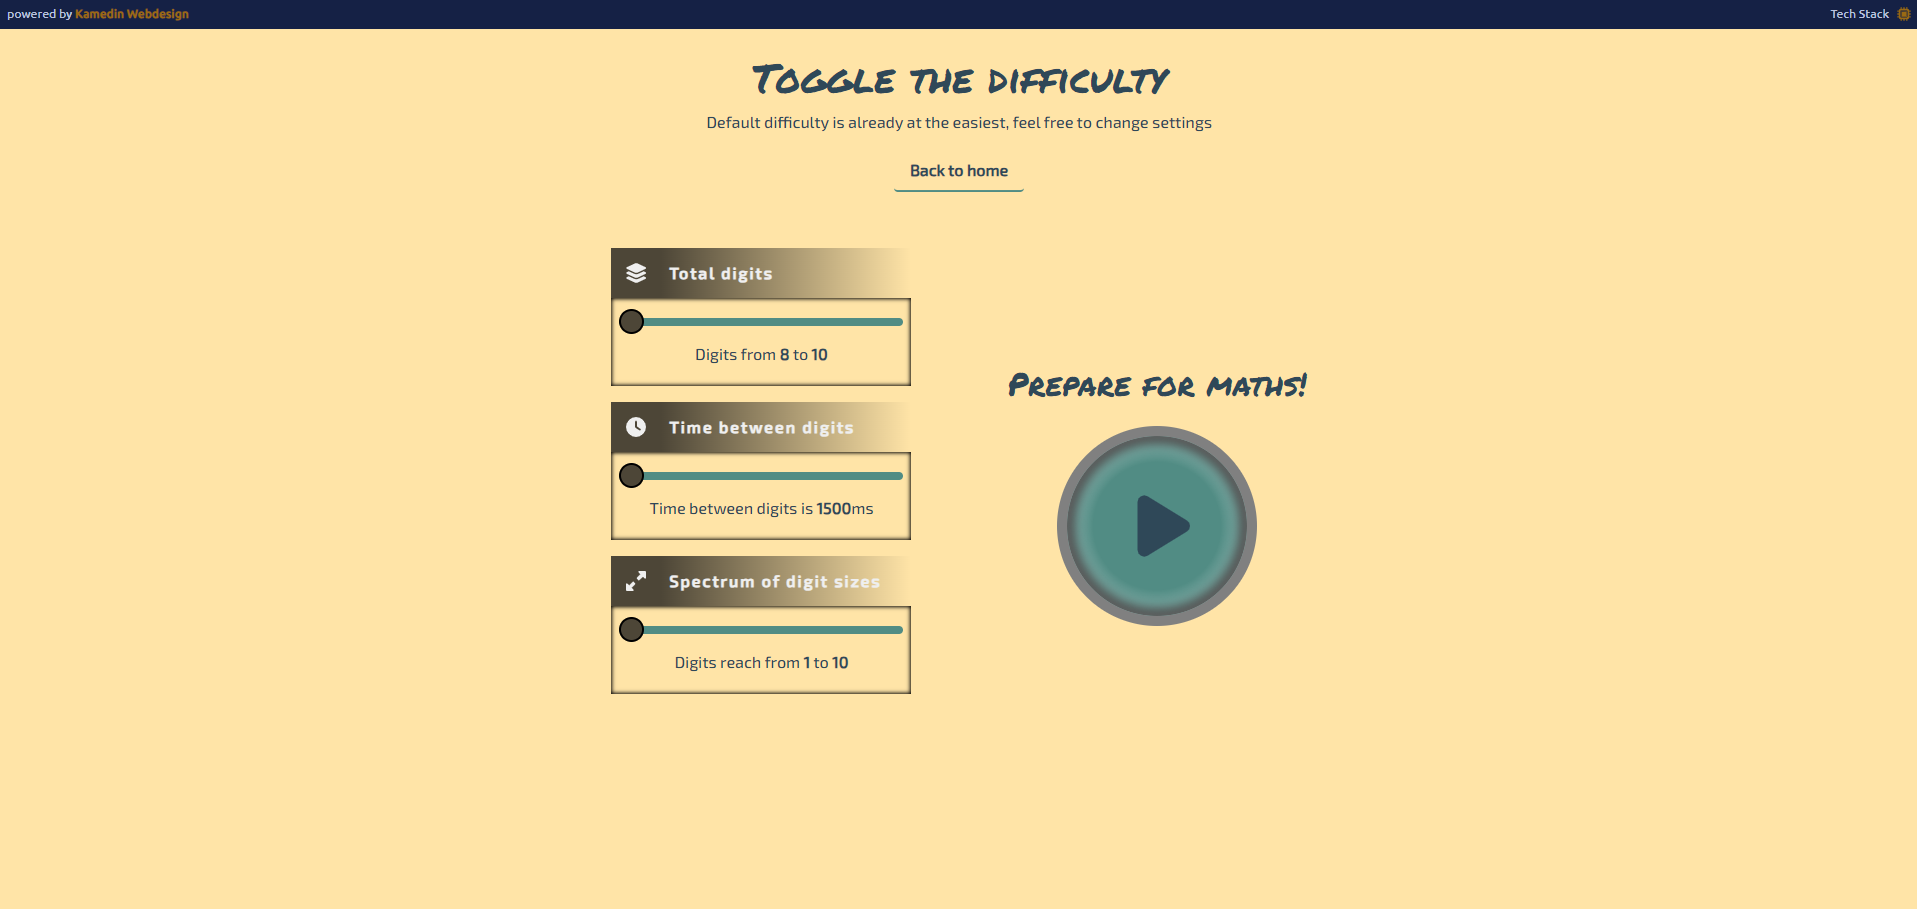 powered by Kamedin Webdesign
Tech Stack
Toggle the difficulty
Default difficulty is already at the easiest, feel free to change settings
Back to home
Total digits
Digits from 8 to 10
Time between digits
Time between digits is 1500ms
Spectrum of digit sizes
Digits reach from 1 to 10
Prepare for maths!